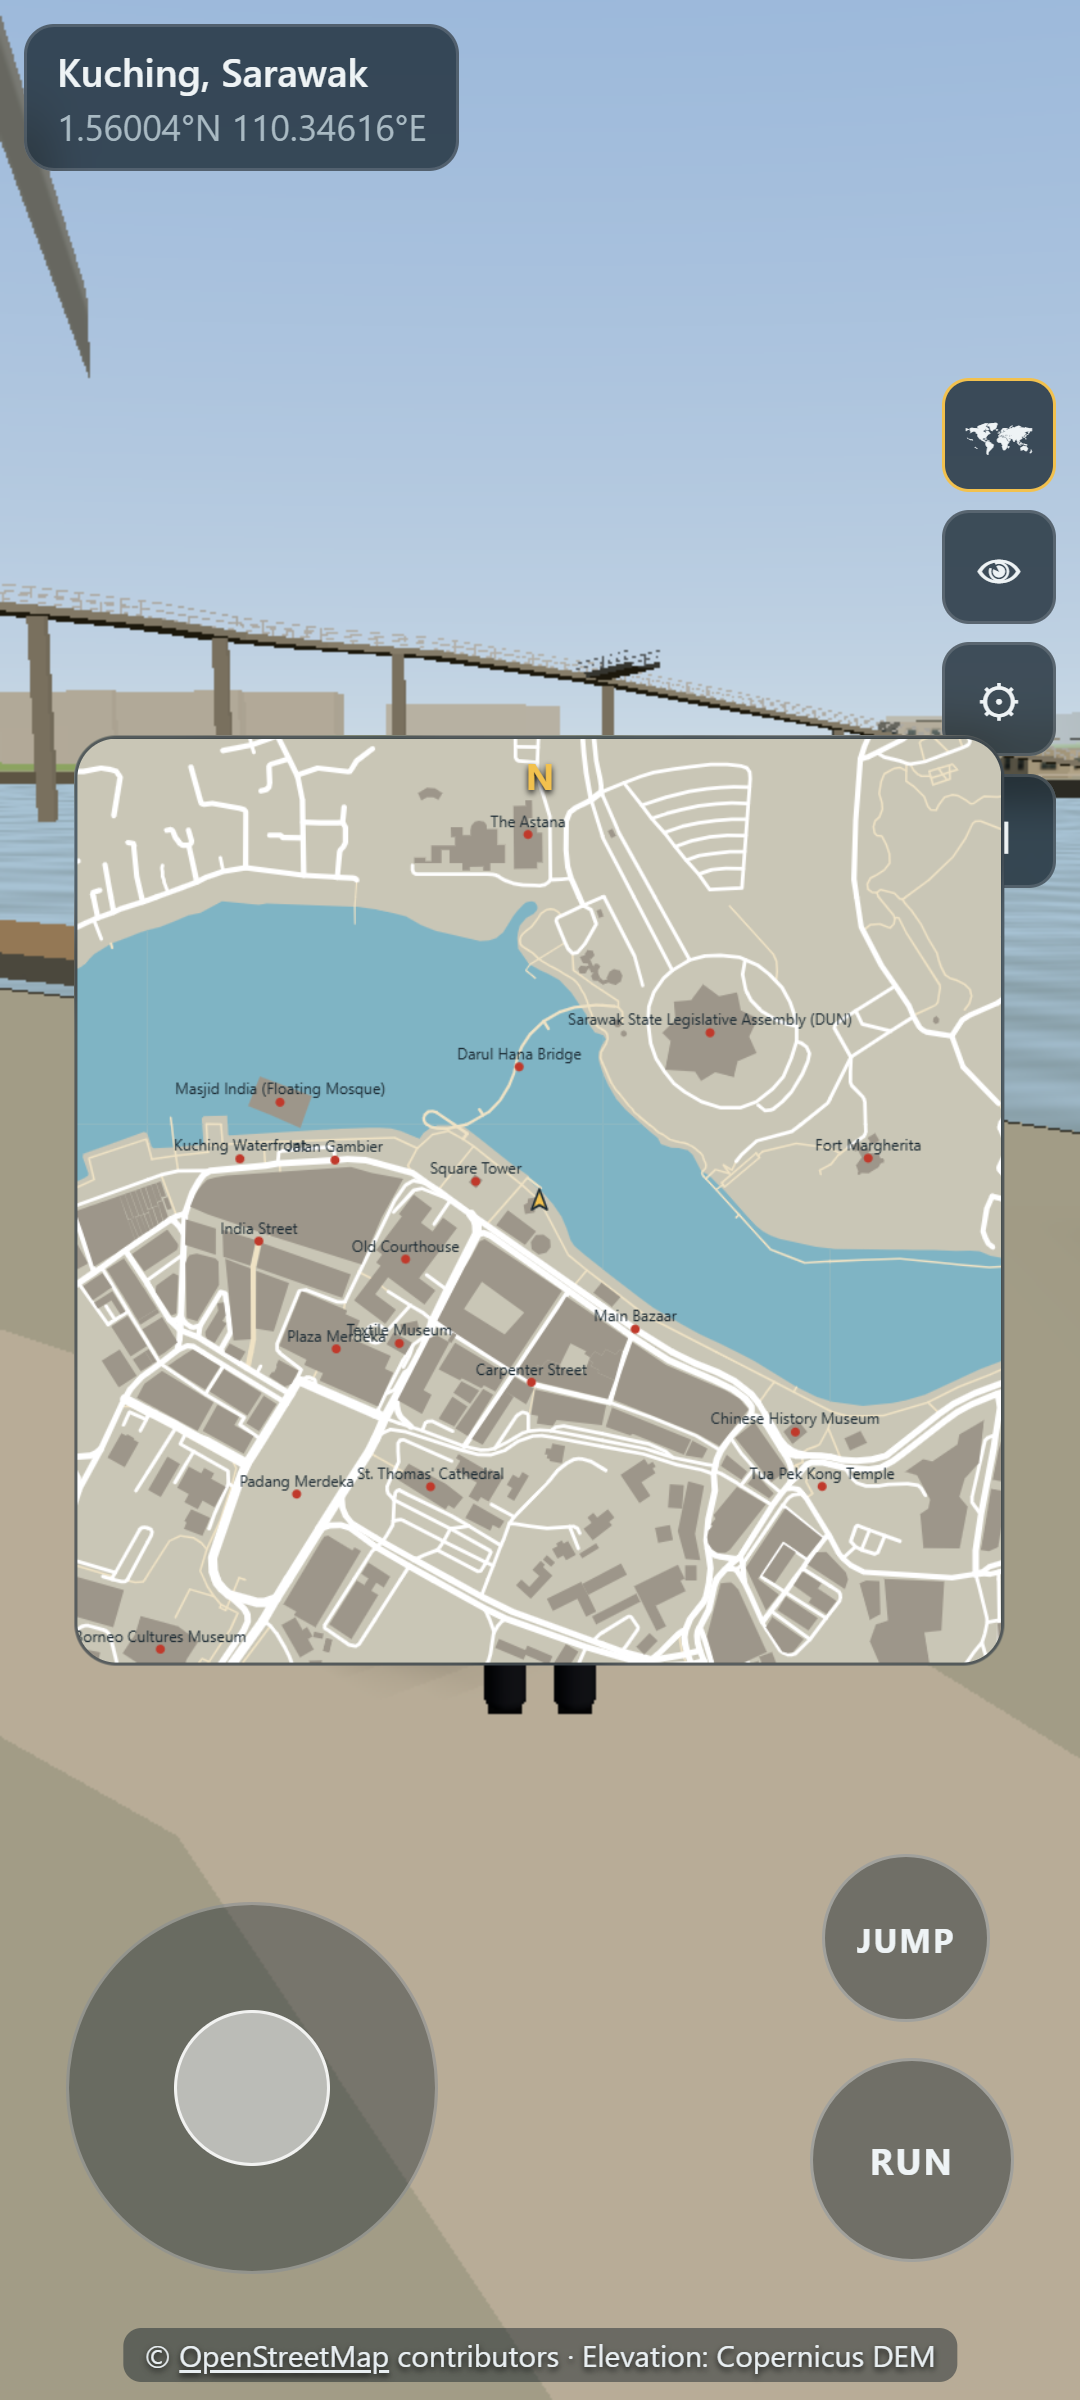 Kuching, Sarawak
1.56004°N 110.34616°E
N
The Astana
Sarawak State Legislative Assembly (DUN)
Darul Hana Bridge
Masjid India (Floating Mosque)
Kuching Waterfront
Jalan Gambier
Fort Margherita
Square Tower
India Street
Old Courthouse
Main Bazaar
Textile Museum
Plaza Merdeka
Carpenter Street
Chinese History Museum
Padang Merdeka
St. Thomas' Cathedral
Tua Pek Kong Temple
Borneo Cultures Museum
JUMP
RUN
© OpenStreetMap contributors · Elevation: Copernicus DEM